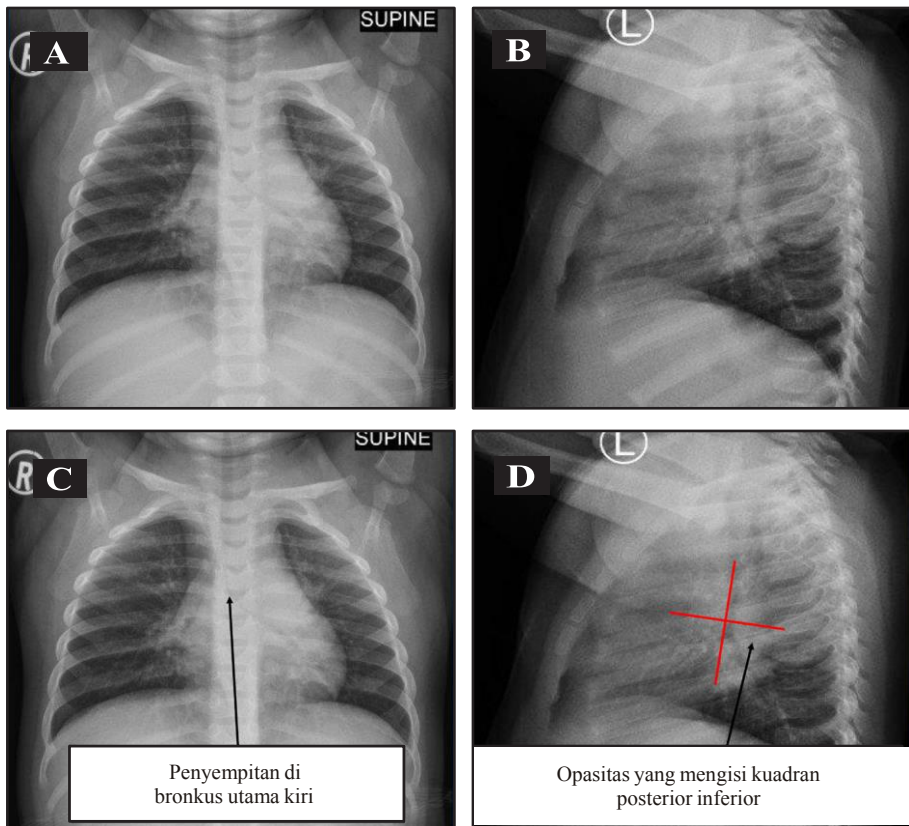 SUPINE
R
A
L
B
SUPINE
R
C
L
D
Penyempitan di
bronkus utama kiri
Opasitas yang mengisi kuadran
posterior inferior